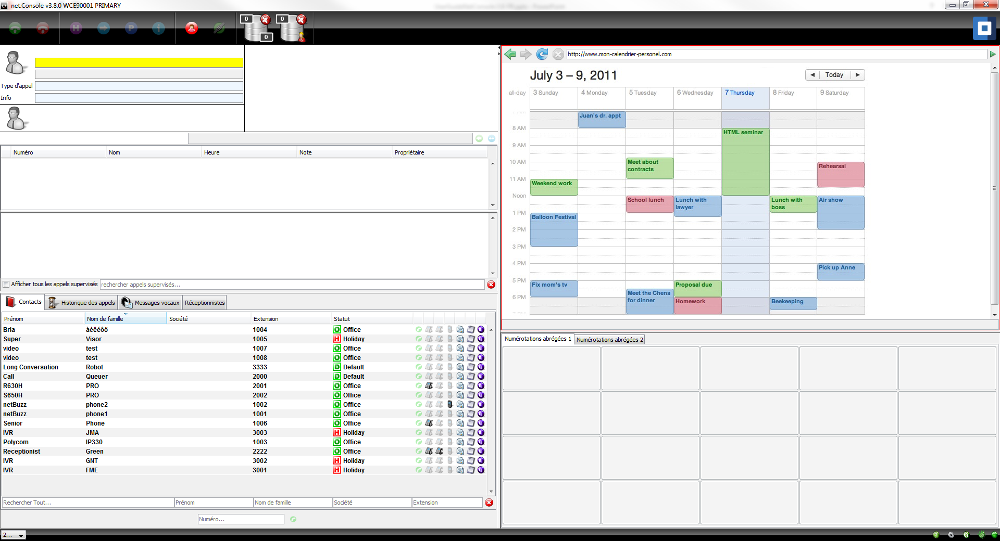 net.Console v3.8.0 WCE90001 PRIMARY
H
P
i
0
0
0
Type d'appel
Info
Numéro Nom Heure Note Propriétaire
Afficher tous les appels supervisés rechercher appels supervisés...
Contacts Historique des appels Messages vocaux Réceptionnistes
Prénom Nom de famille Société Extension Statut
Bria àèêéôö 1004 O Office
Super Visor 1005 H Holiday
video test 1007 O Office
video test 1008 O Office
Long Conversation Robot 3333 D Default
Call Queuer 2000 D Default
R630H PRO 2001 O Office
S650H PRO 2002 O Office
netBuzz phone2 1002 O Office
netBuzz phone1 1001 O Office
Senior Phone 1006 O Office
IVR JMA 3003 H Holiday
Polycom IP330 1003 O Office
Receptionist Green 2222 O Office
IVR GNT 3002 H Holiday
IVR FME 3001 H Holiday
Rechercher Tout... Prénom Nom de famille Société Extension
Numéro...
2...
http://www.mon-calendrier-personel.com
July 3 – 9, 2011
Today
all-day 3 Sunday 4 Monday 5 Tuesday 6 Wednesday 7 Thursday 8 Friday 9 Saturday
Juan's dr. appt
8 AM
HTML seminar
9 AM
10 AM
Meet about
contracts
Rehearsal
11 AM
Weekend work
Noon
School lunch
Lunch with
lawyer
Lunch with
boss
Air show
1 PM
Balloon Festival
2 PM
3 PM
4 PM
Pick up Anne
5 PM
Fix mom's tv
Proposal due
Meet the Chens
for dinner
6 PM
Homework
Beekeeping
Numérotations abrégées 1 Numérotations abrégées 2